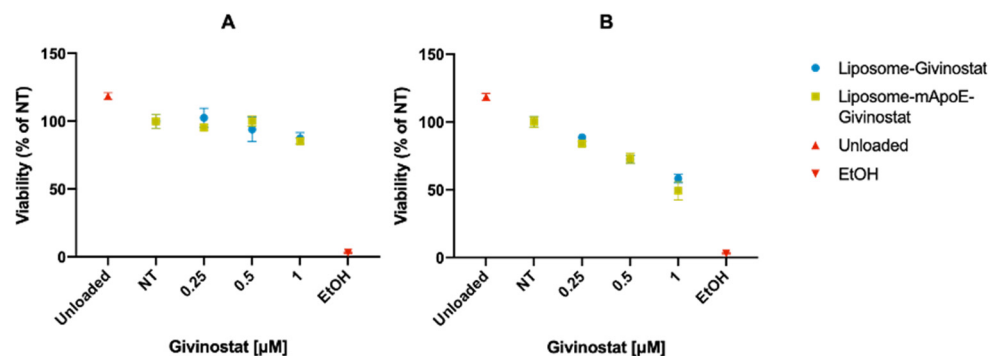 A
Viability (% of NT)
150
100
50
0
Unloaded
NT
0.25
0.5
1
EtOH
Givinostat [µM]
B
Viability (% of NT)
150
100
50
0
Unloaded
NT
0.25
0.5
1
EtOH
Givinostat [µM]
Liposome-Givinostat
Liposome-mApoE-
Givinostat
Unloaded
EtOH